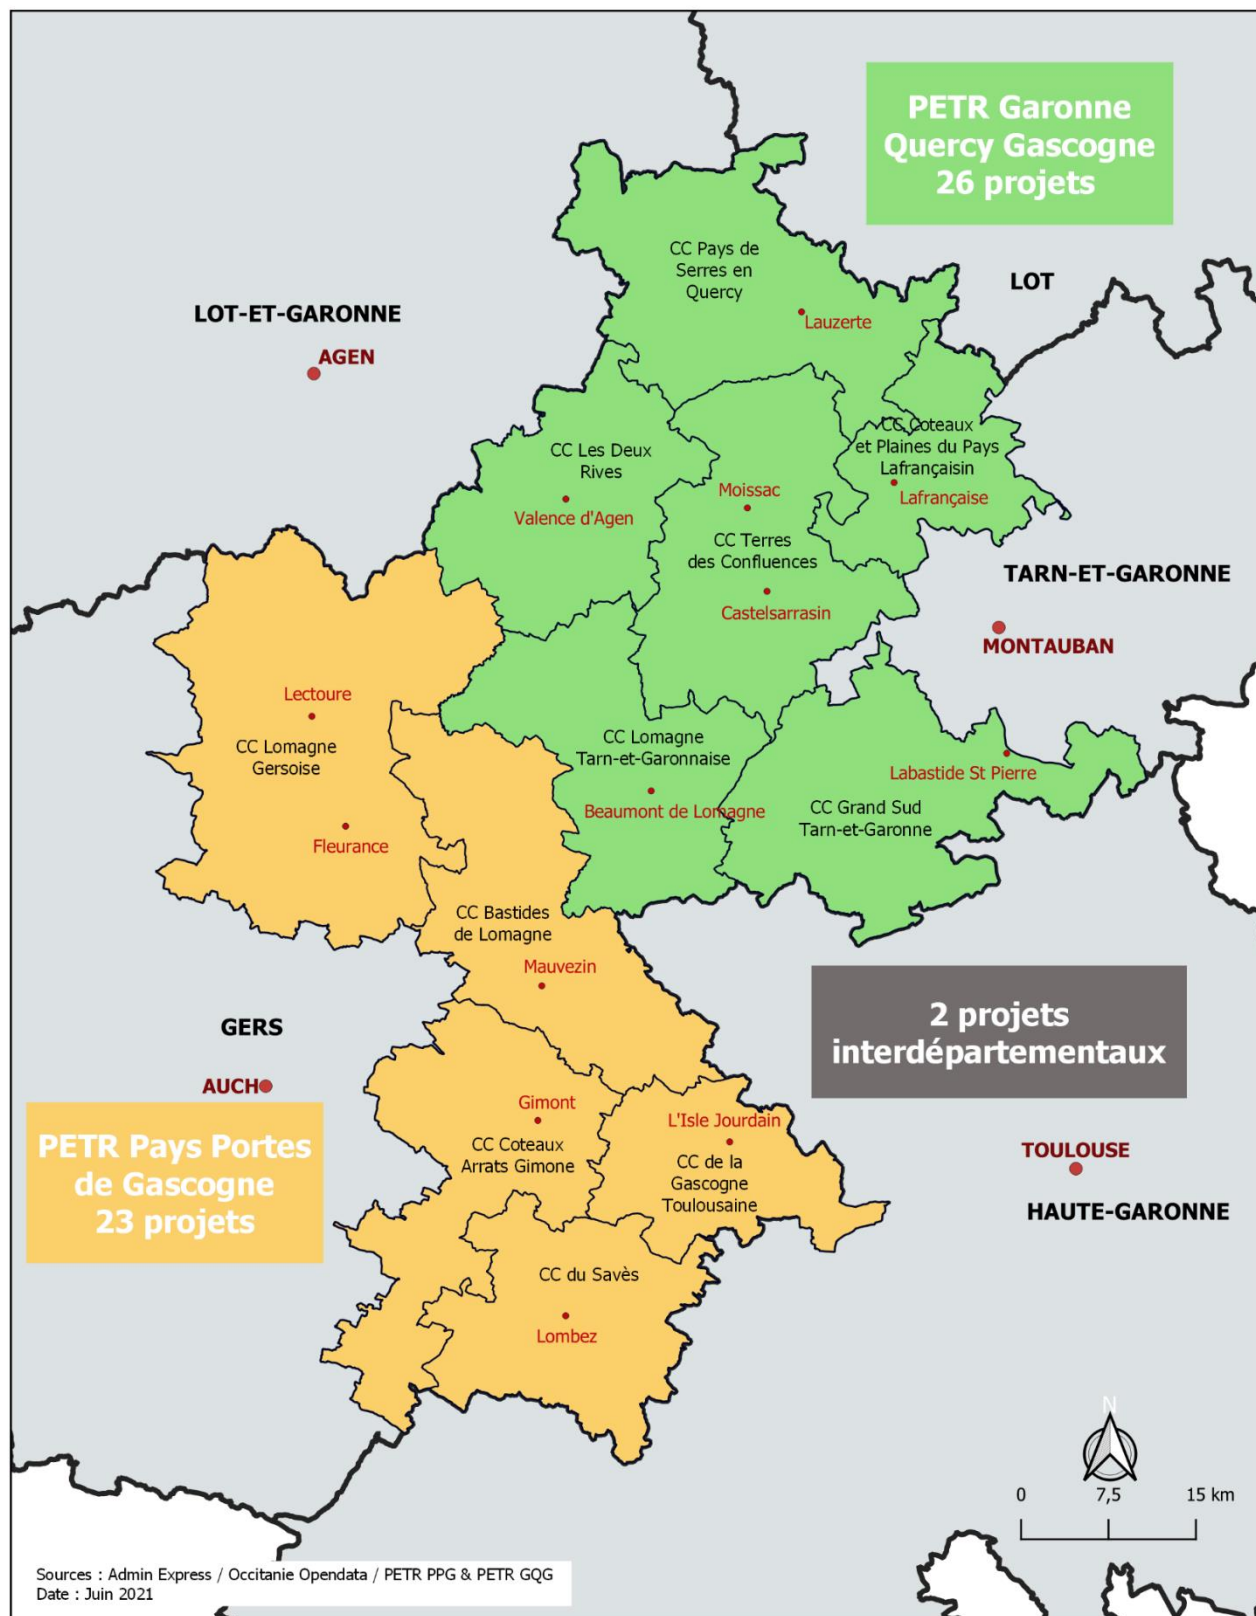 PETR Garonne
Quercy Gascogne
26 projets
CC Pays de
Serres en
Quercy
LOT
LOT-ET-GARONNE
Lauzerte
AGEN
CC Coteaux
et Plaines du Pays
Lafrançaisin
CC Les Deux
Rives
Moissac
Lafrançaise
Valence d'Agen
CC Terres
des Confluences
TARN-ET-GARONNE
Castelsarrasin
MONTAUBAN
Lectoure
CC Lomagne
Gersoise
CC Lomagne
Tarn-et-Garonnaise
Labastide St Pierre
Beaumont de Lomagne
CC Grand Sud
Tarn-et-Garonne
Fleurance
CC Bastides
de Lomagne
Mauvezin
2 projets
interdépartementaux
GERS
AUCH
Gimont
L'Isle Jourdain
PETR Pays Portes
de Gascogne
23 projets
CC Coteaux
Arrats Gimone
CC de la
Gascogne
Toulousaine
TOULOUSE
HAUTE-GARONNE
CC du Savès
Lombez
N
0 7,5 15 km
Sources : Admin Express / Occitanie Opendata / PETR PPG & PETR GQG
Date : Juin 2021